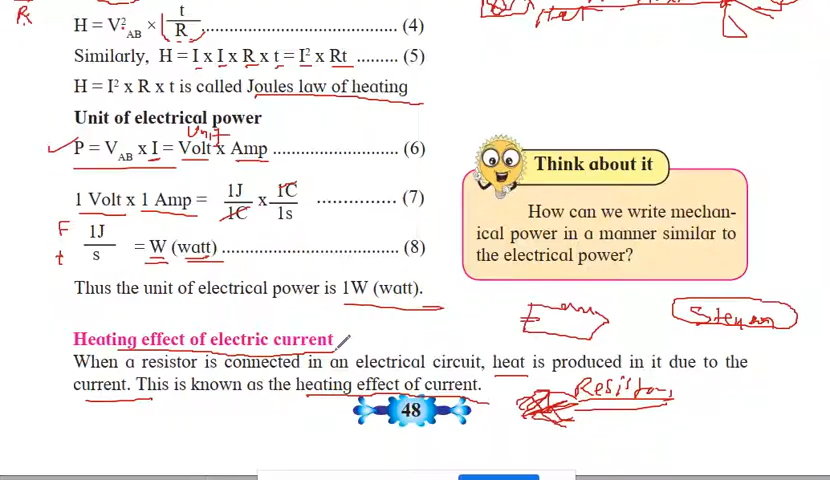 R
H = V²AB × t/R ........................................ (4)
Similarly, H = I x I x R x t = I² x Rt ......... (5)
H = I² x R x t is called Joules law of heating
Unit of electrical power
Unit
P = VAB x I = Volt x Amp ............................ (6)
1 Volt x 1 Amp = 1J/1C x 1C/1s ............... (7)
F
t
1J/s = W (watt) ........................................ (8)
Thus the unit of electrical power is 1W (watt).
Think about it
How can we write mechan-
ical power in a manner similar to
the electrical power?
Heating effect of electric current
When a resistor is connected in an electrical circuit, heat is produced in it due to the
current. This is known as the heating effect of current.
48